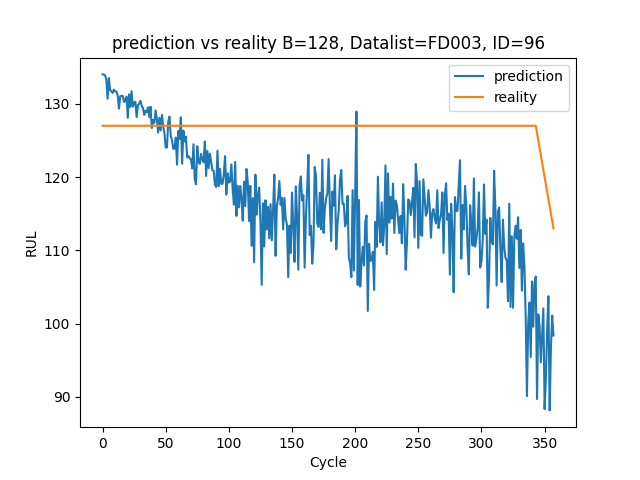 prediction vs reality B=128, Datalist=FD003, ID=96
prediction
reality
130
120
110
100
90
RUL
0
50
100
150
200
250
300
350
Cycle